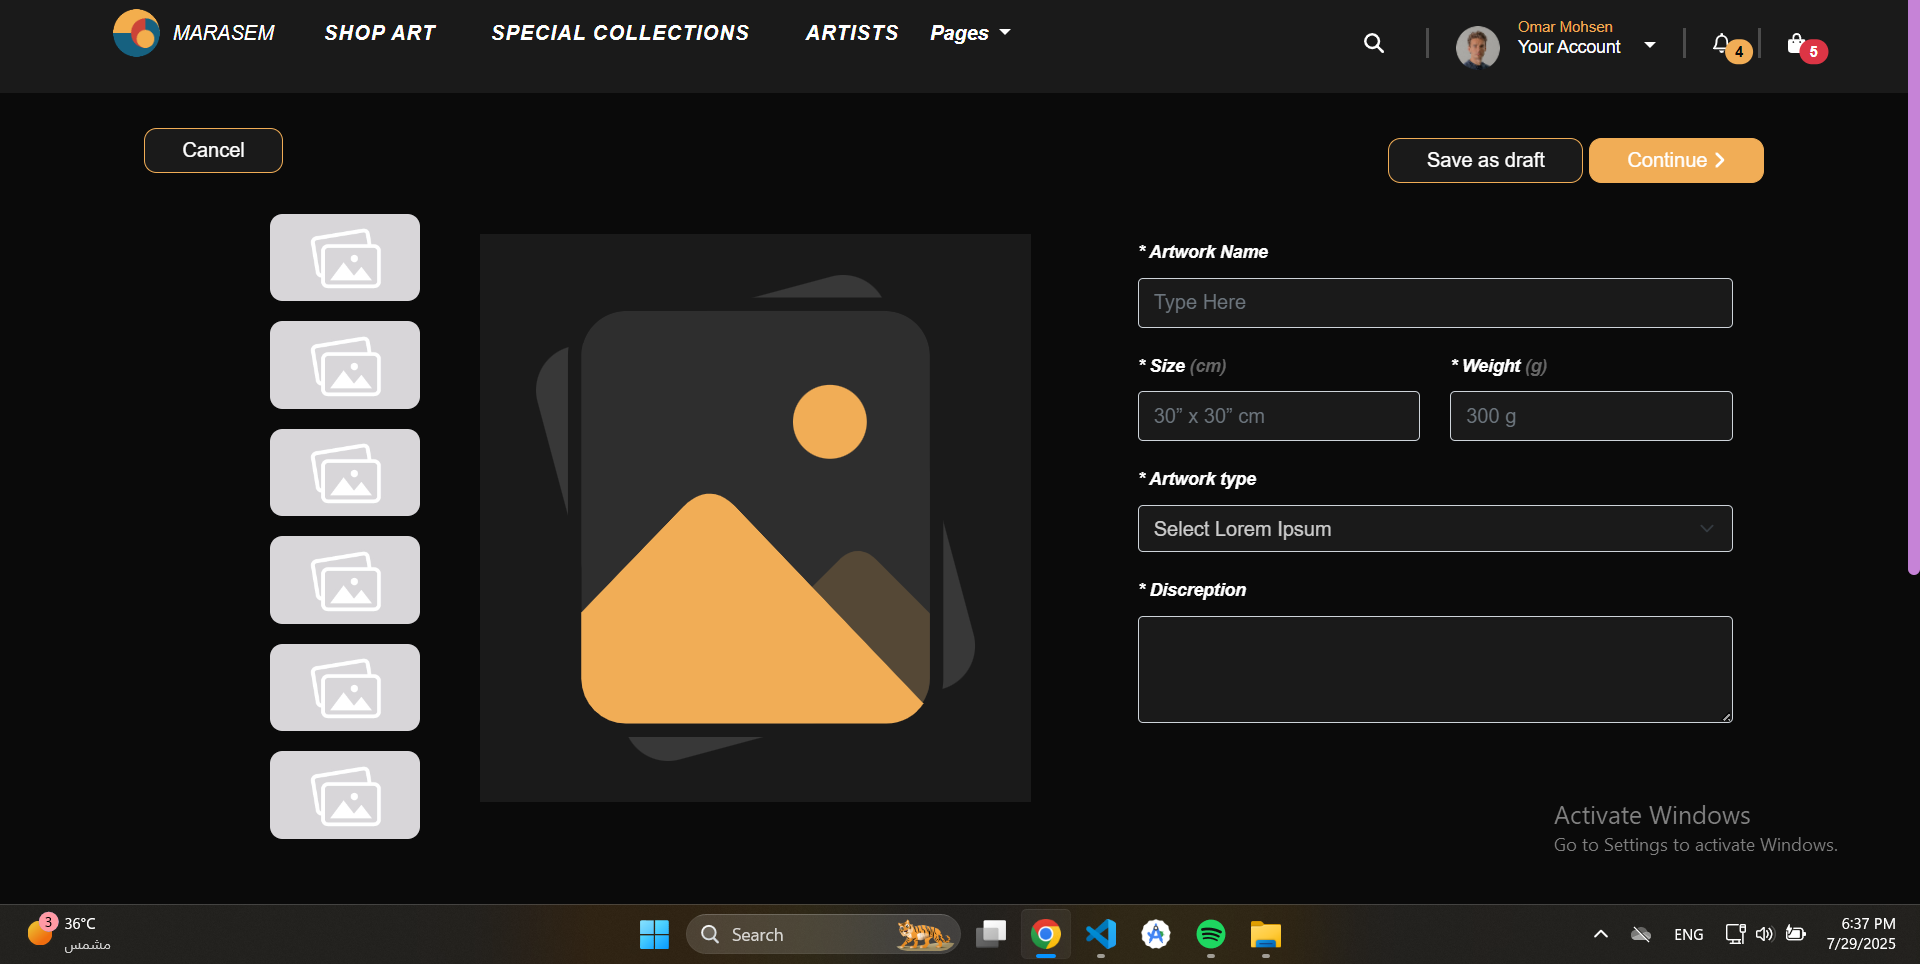 MARASEM
SHOP ART
SPECIAL COLLECTIONS
ARTISTS
Pages
Omar Mohsen
Your Account
4
5
Cancel
Save as draft
Continue
* Artwork Name
Type Here
* Size (cm)
* Weight (g)
30” x 30” cm
300 g
* Artwork type
Select Lorem Ipsum
* Discreption
Activate Windows
Go to Settings to activate Windows.
3
36°C
مشمس
Search
ENG
6:37 PM
7/29/2025